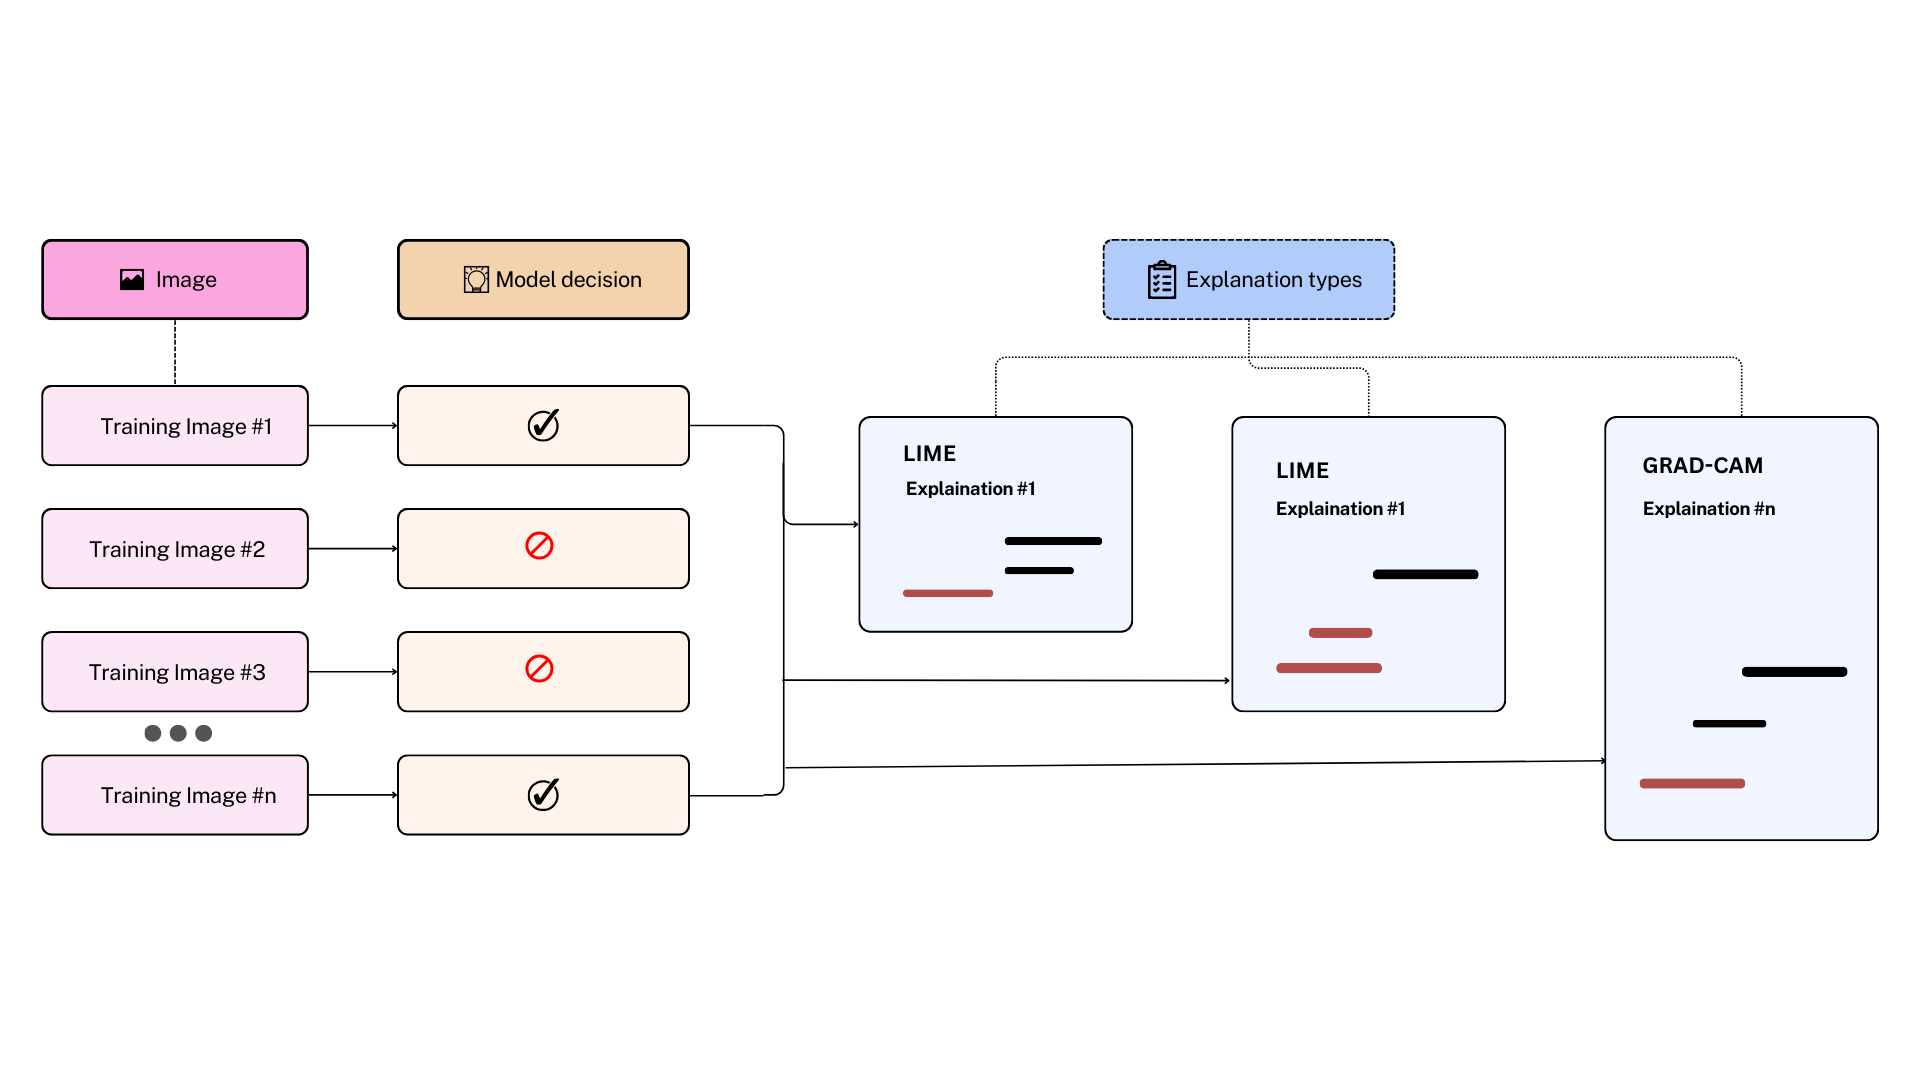 Image
Model decision
Explanation types
Training Image #1
Training Image #2
Training Image #3
Training Image #n
LIME
Explaination #1
LIME
Explaination #1
GRAD-CAM
Explaination #n